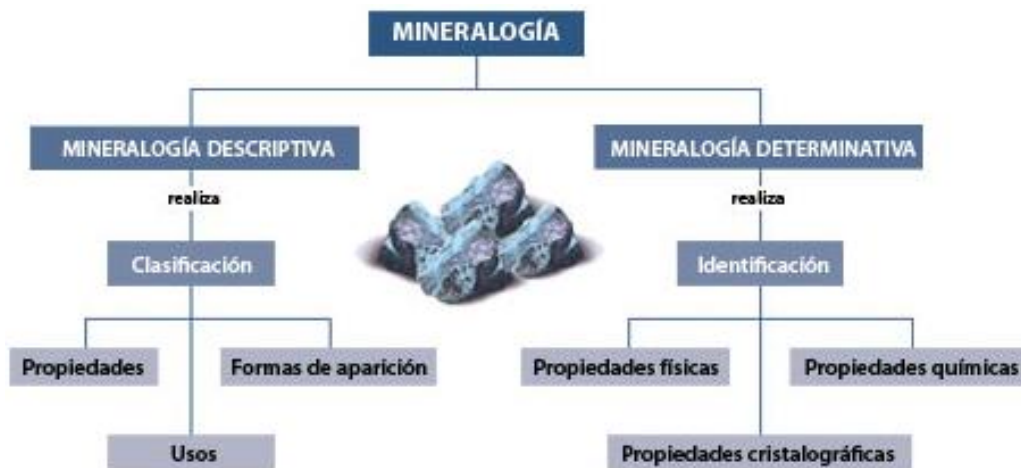 MINERALOGÍA
MINERALOGÍA DESCRIPTIVA
MINERALOGÍA DETERMINATIVA
realiza
realiza
Clasificación
Identificación
Propiedades
Formas de aparición
Propiedades físicas
Propiedades químicas
Usos
Propiedades cristalográficas